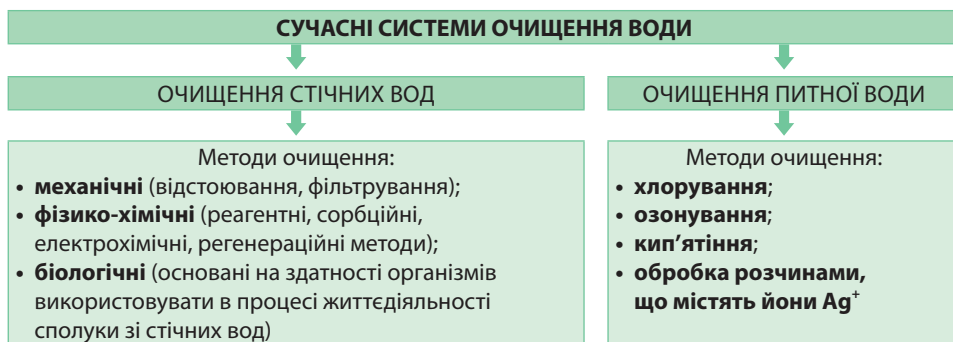 СУЧАСНІ СИСТЕМИ ОЧИЩЕННЯ ВОДИ
ОЧИЩЕННЯ СТІЧНИХ ВОД
Методи очищення:
• механічні (відстоювання, фільтрування);
• фізико-хімічні (реагентні, сорбційні,
електрохімічні, регенераційні методи);
• біологічні (основані на здатності організмів
використовувати в процесі життєдіяльності
сполуки зі стічних вод)
ОЧИЩЕННЯ ПИТНОЇ ВОДИ
Методи очищення:
• хлорування;
• озонування;
• кип’ятіння;
• обробка розчинами,
що містять йони Ag⁺